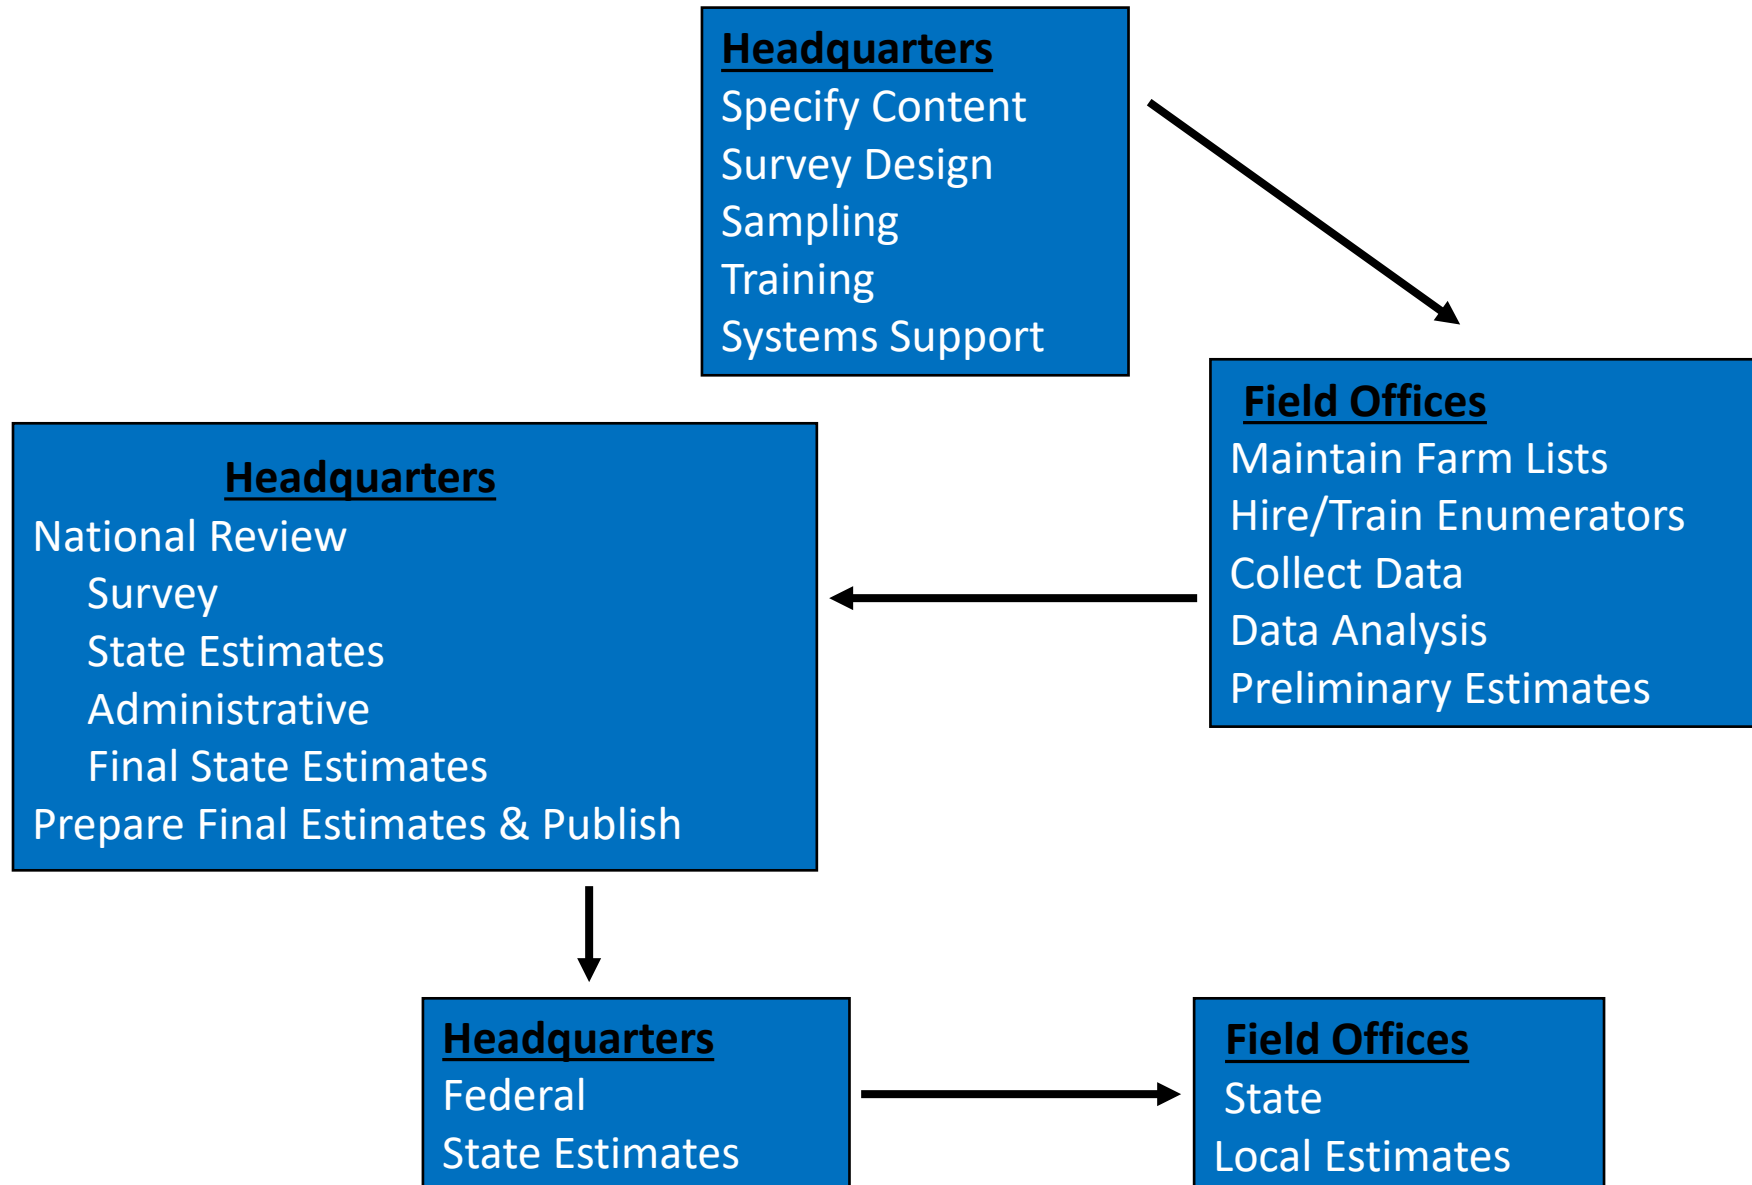 Headquarters
Specify Content
Survey Design
Sampling
Training
Systems Support
Field Offices
Maintain Farm Lists
Hire/Train Enumerators
Collect Data
Data Analysis
Preliminary Estimates
Headquarters
National Review
Survey
State Estimates
Administrative
Final State Estimates
Prepare Final Estimates & Publish
Headquarters
Federal
State Estimates
Field Offices
State
Local Estimates